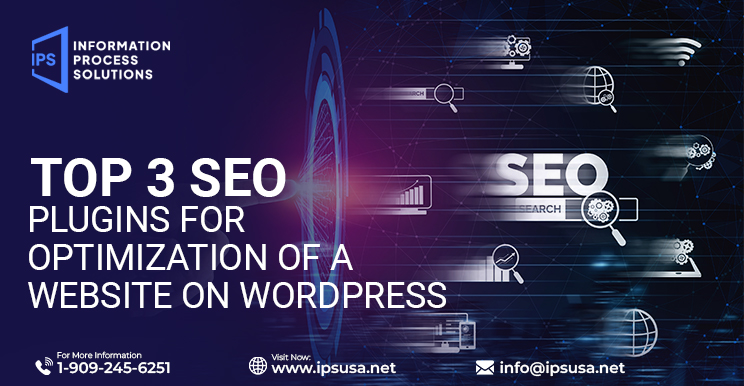 IPS
INFORMATION
PROCESS
SOLUTIONS
TOP 3 SEO
PLUGINS FOR
OPTIMIZATION OF A
WEBSITE ON WORDPRESS
SEARCH
SEO
SEARCH
For More Information
1-909-245-6251
Visit Now:
www.ipsusa.net
info@ipsusa.net